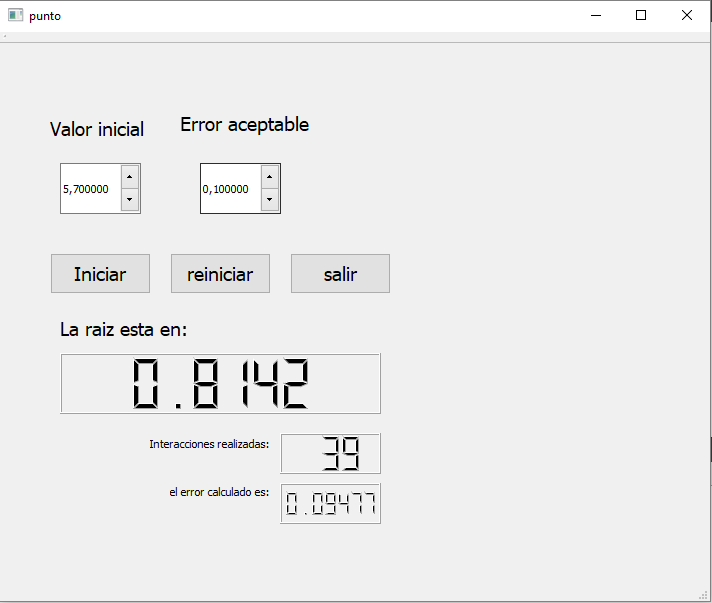 punto
Valor inicial
Error aceptable
5,700000
0,100000
Iniciar
reiniciar
salir
La raiz esta en:
0.8142
Interacciones realizadas:
39
el error calculado es:
0.09477